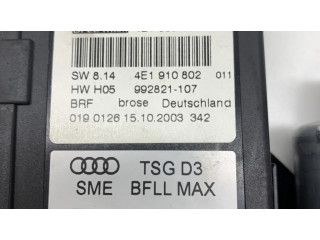 SW 8.14 4E1 910 802 011
HW H05 992821-107
BRF brose Deutschland
019 0126 15.10.2003 342
TSG D3
SME BFLL MAX